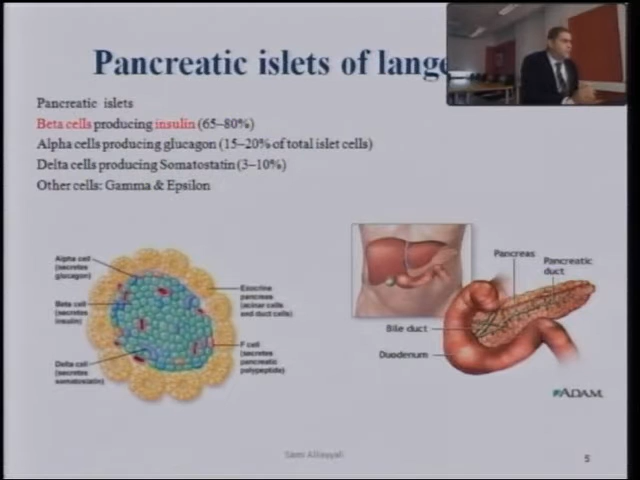 Pancreatic islets of lange
Pancreatic islets
Beta cells producing insulin (65–80%)
Alpha cells producing glucagon (15–20% of total islet cells)
Delta cells producing Somatostatin (3–10%)
Other cells: Gamma & Epsilon
Alpha cell
(secretes
glucagon)
Beta cell
(secretes
insulin)
Delta cell
(secretes
somatostatin)
Exocrine
pancreas
(acinar cells
and duct cells)
F cell
(secretes
pancreatic
polypeptide)
Pancreas
Pancreatic
duct
Bile duct
Duodenum
ADAM.
Sami
5